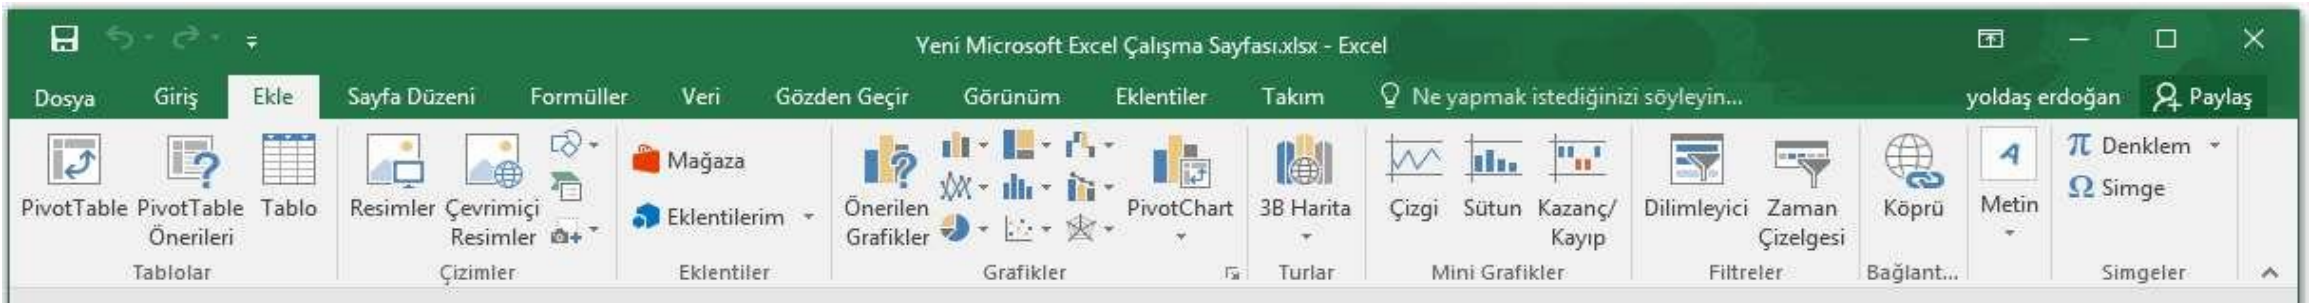 Yeni Microsoft Excel Çalışma Sayfası.xlsx - Excel
Dosya Giriş Ekle Sayfa Düzeni Formüller Veri Gözden Geçir Görünüm Eklentiler Takım Ne yapmak istediğinizi söyleyin... yoldaş erdoğan Paylaş
PivotTable
PivotTable
Önerileri
Tablo
Tablolar
Resimler
Çevrimiçi
Resimler
Çizimler
Mağaza
Eklentilerim
Eklentiler
Önerilen
Grafikler
PivotChart
Grafikler
3B Harita
Turlar
Çizgi
Sütun
Kazanç/
Kayıp
Mini Grafikler
Dilimleyici
Zaman
Çizelgesi
Filtreler
Köprü
Bağlant...
Metin
π Denklem
Ω Simge
Simgeler